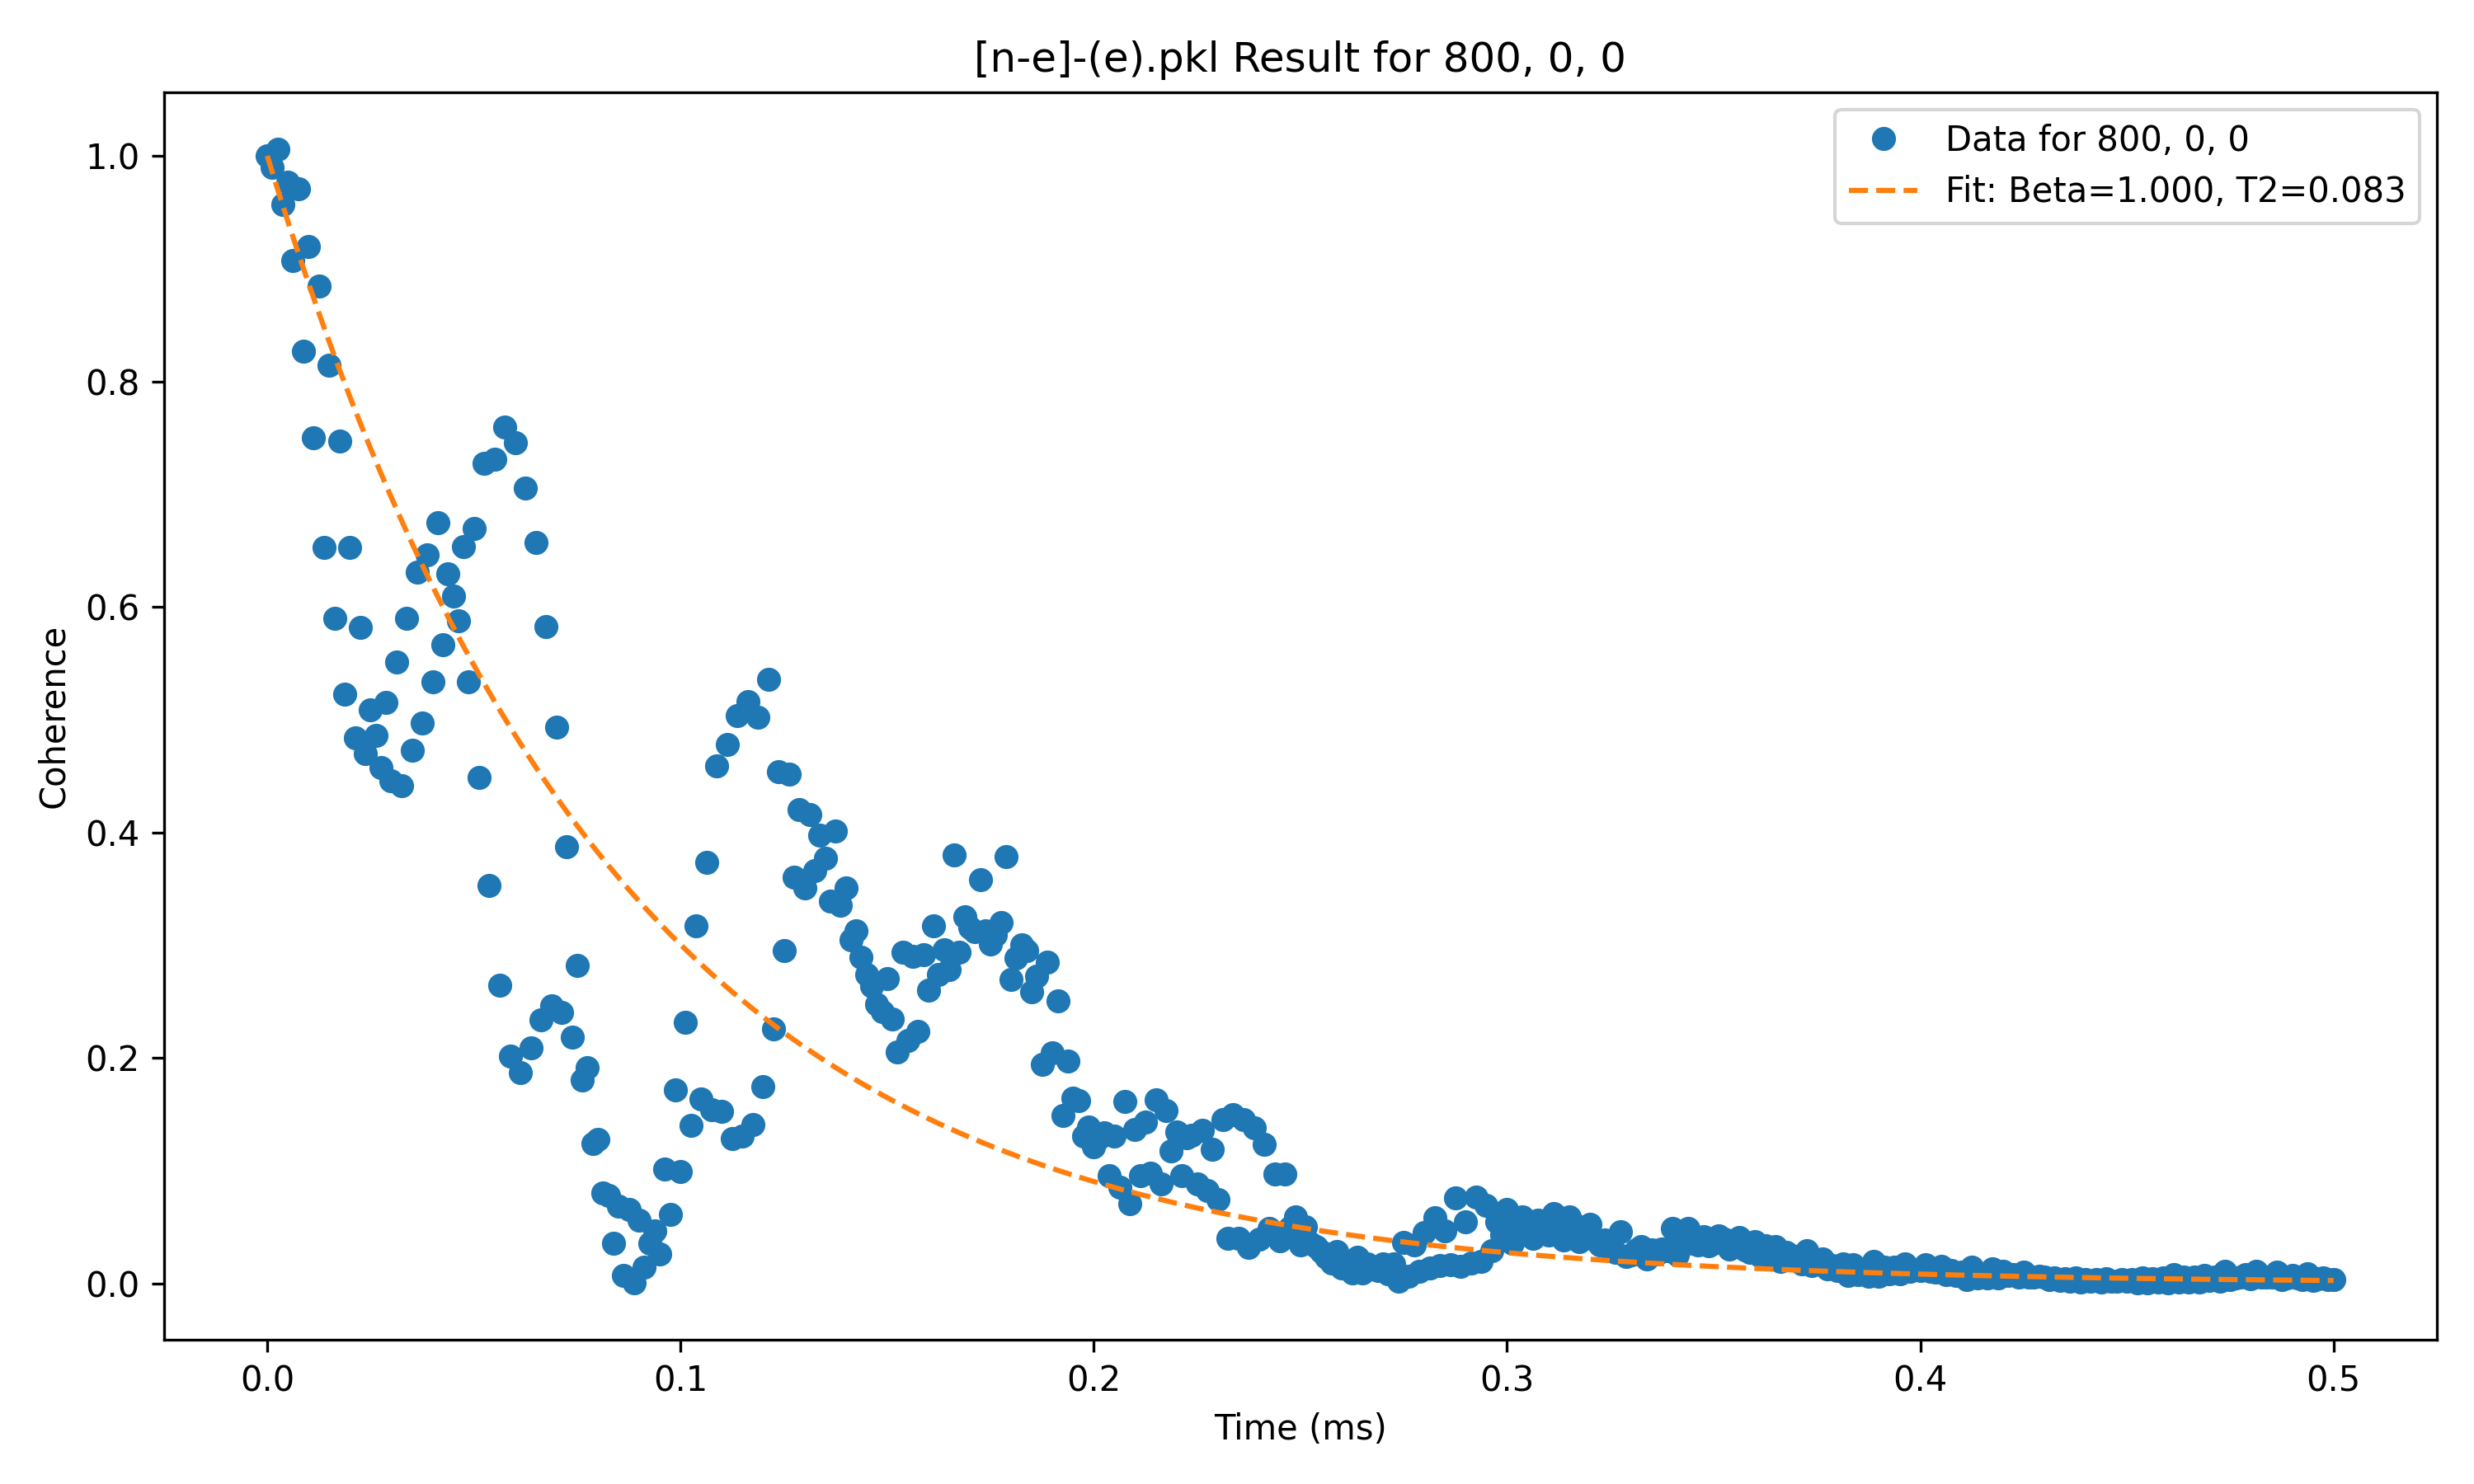 [n-e]-(e).pkl Result for 800, 0, 0
Data for 800, 0, 0
Fit: Beta=1.000, T2=0.083
Coherence
1.0
0.8
0.6
0.4
0.2
0.0
0.0 0.1 0.2 0.3 0.4 0.5
Time (ms)